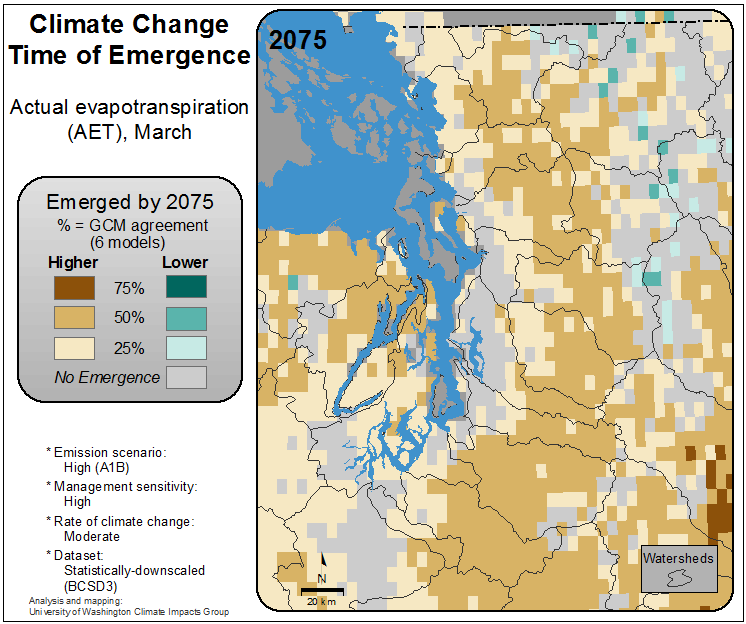 Climate Change
Time of Emergence
Actual evapotranspiration
(AET), March
Emerged by 2075
% = GCM agreement
(6 models)
Higher Lower
75%
50%
25%
No Emergence
* Emission scenario:
High (A1B)
* Management sensitivity:
High
* Rate of climate change:
Moderate
* Dataset:
Statistically-downscaled
(BCSD3)
Analysis and mapping:
University of Washington Climate Impacts Group
2075
N
20 km
Watersheds